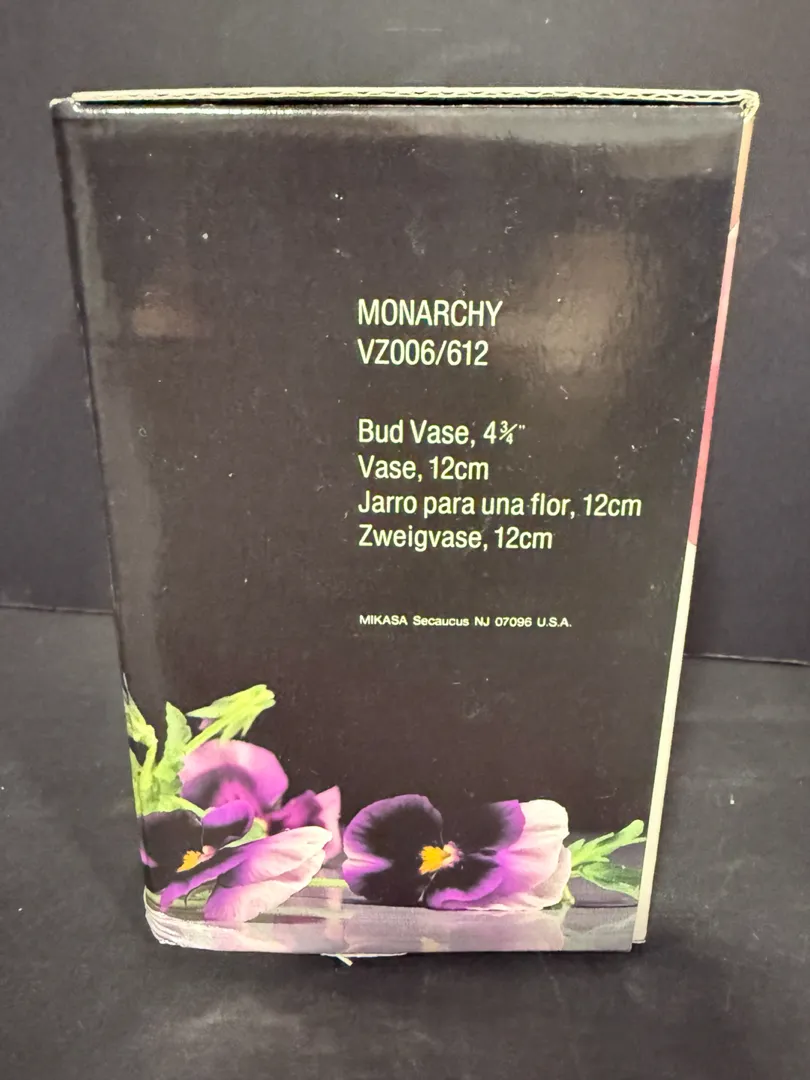 MONARCHY
VZ006/612
Bud Vase, 4¾"
Vase, 12cm
Jarro para una flor, 12cm
Zweigvase, 12cm
MIKASA Secaucus NJ 07096 U.S.A.